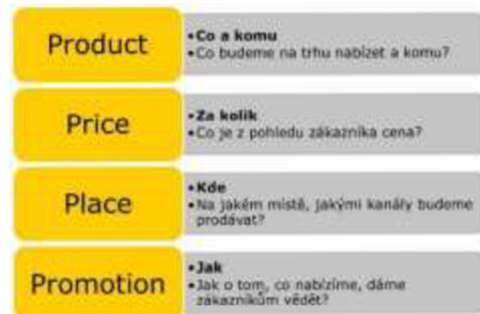 Product
• Co a komu
• Co budeme na trhu nabízet a komu?
Price
• Za kolik
• Co je z pohledu zákazníka cena?
Place
• Kde
• Na jakém místě, jakými kanály budeme
prodávat?
Promotion
• Jak
• Jak o tom, co nabízíme, dáme
zákazníkům vědět?